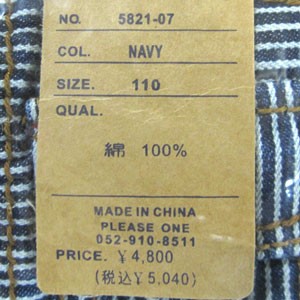 NO. 5821-07
COL. NAVY
SIZE. 110
QUAL.
綿 100%
MADE IN CHINA
PLEASE ONE
052-910-8511
PRICE. ¥4,800
(税込¥5,040)